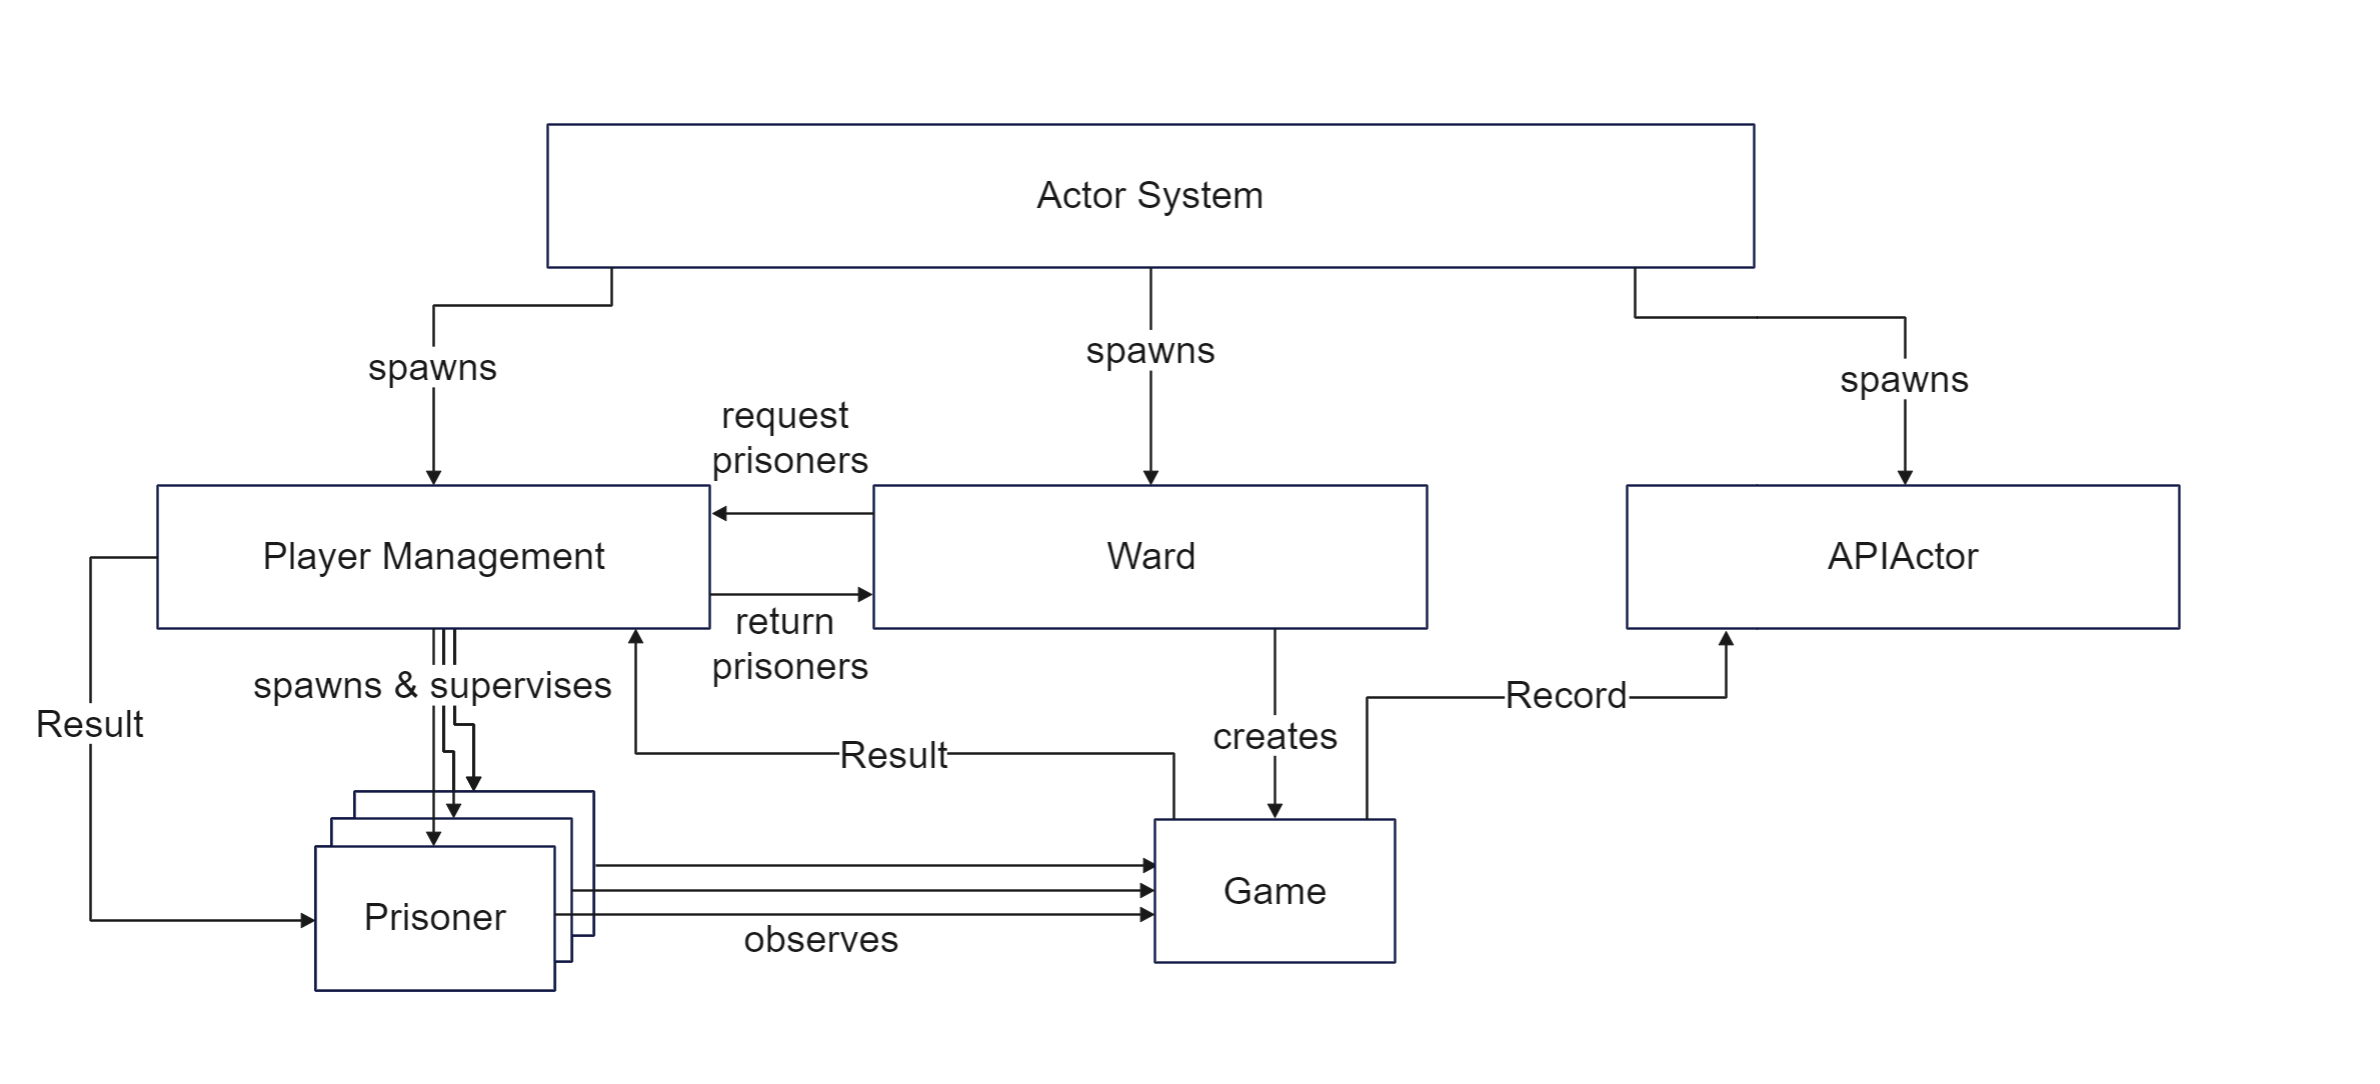 Actor System
spawns
spawns
spawns
request
prisoners
Player Management
Ward
APIActor
return
prisoners
spawns & supervises
Result
Record
creates
Result
Prisoner
Game
observes